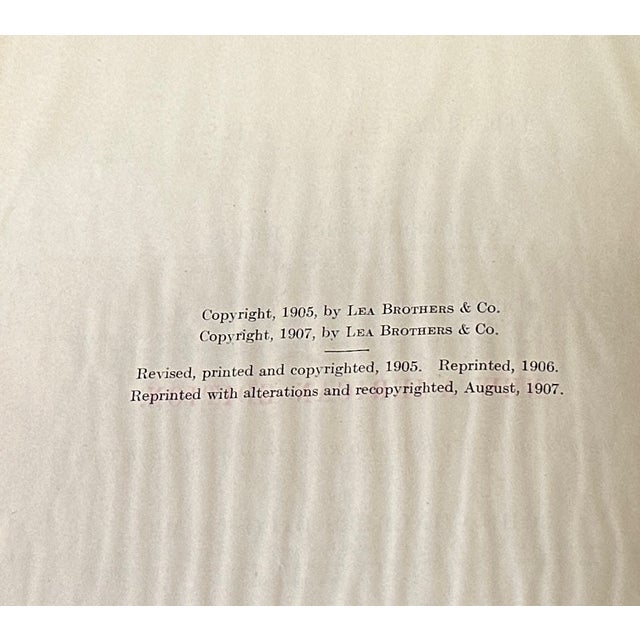 Copyright, 1905, by Lea Brothers & Co.
Copyright, 1907, by Lea Brothers & Co.
Revised, printed and copyrighted, 1905. Reprinted, 1906.
Reprinted with alterations and recopyrighted, August, 1907.